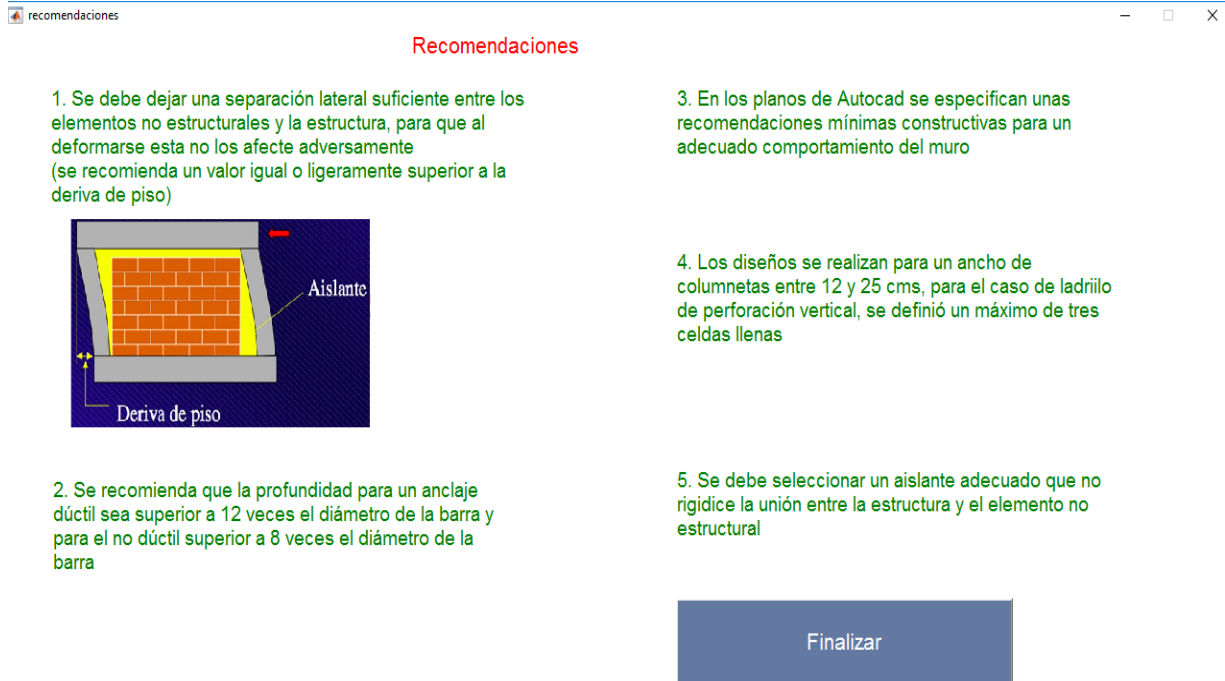 recomendaciones
Recomendaciones
1. Se debe dejar una separación lateral suficiente entre los
elementos no estructurales y la estructura, para que al
deformarse esta no los afecte adversamente
(se recomienda un valor igual o ligeramente superior a la
deriva de piso)
Aislante
Deriva de piso
2. Se recomienda que la profundidad para un anclaje
dúctil sea superior a 12 veces el diámetro de la barra y
para el no dúctil superior a 8 veces el diámetro de la
barra
3. En los planos de Autocad se especifican unas
recomendaciones mínimas constructivas para un
adecuado comportamiento del muro
4. Los diseños se realizan para un ancho de
columnetas entre 12 y 25 cms, para el caso de ladriilo
de perforación vertical, se definió un máximo de tres
celdas llenas
5. Se debe seleccionar un aislante adecuado que no
rigidice la unión entre la estructura y el elemento no
estructural
Finalizar